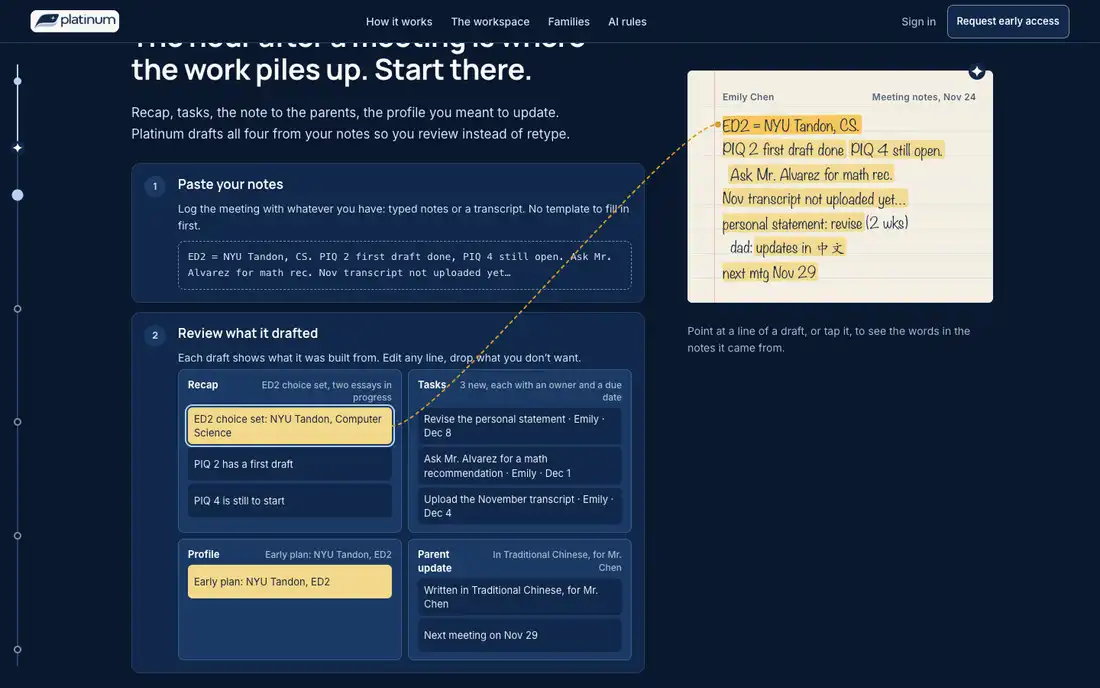 platinum
How it works
The workspace
Families
AI rules
Sign in
Request early access
The hour after a meeting is where
the work piles up. Start there.
Recap, tasks, the note to the parents, the profile you meant to update.
Platinum drafts all four from your notes so you review instead of retype.
1
Paste your notes
Log the meeting with whatever you have: typed notes or a transcript. No template to fill in
first.
ED2 = NYU Tandon, CS. PIQ 2 first draft done, PIQ 4 still open. Ask Mr.
Alvarez for math rec. Nov transcript not uploaded yet…
2
Review what it drafted
Each draft shows what it was built from. Edit any line, drop what you don't want.
Recap
ED2 choice set, two essays in
progress
ED2 choice set: NYU Tandon, Computer
Science
PIQ 2 has a first draft
PIQ 4 is still to start
Tasks
3 new, each with an owner and a due
date
Revise the personal statement · Emily ·
Dec 8
Ask Mr. Alvarez for a math
recommendation · Emily · Dec 1
Upload the November transcript · Emily ·
Dec 4
Profile
Early plan: NYU Tandon, ED2
Early plan: NYU Tandon, ED2
Parent
update
In Traditional Chinese, for Mr.
Chen
Written in Traditional Chinese, for Mr.
Chen
Next meeting on Nov 29
Emily Chen
Meeting notes, Nov 24
ED2 = NYU Tandon, CS.
PIQ 2 first draft done PIQ 4 still open.
Ask Mr. Alvarez for math rec.
Nov transcript not uploaded yet...
personal statement: revise (2 wks)
dad: updates in 中文
next mtg Nov 29
Point at a line of a draft, or tap it, to see the words in the
notes it came from.